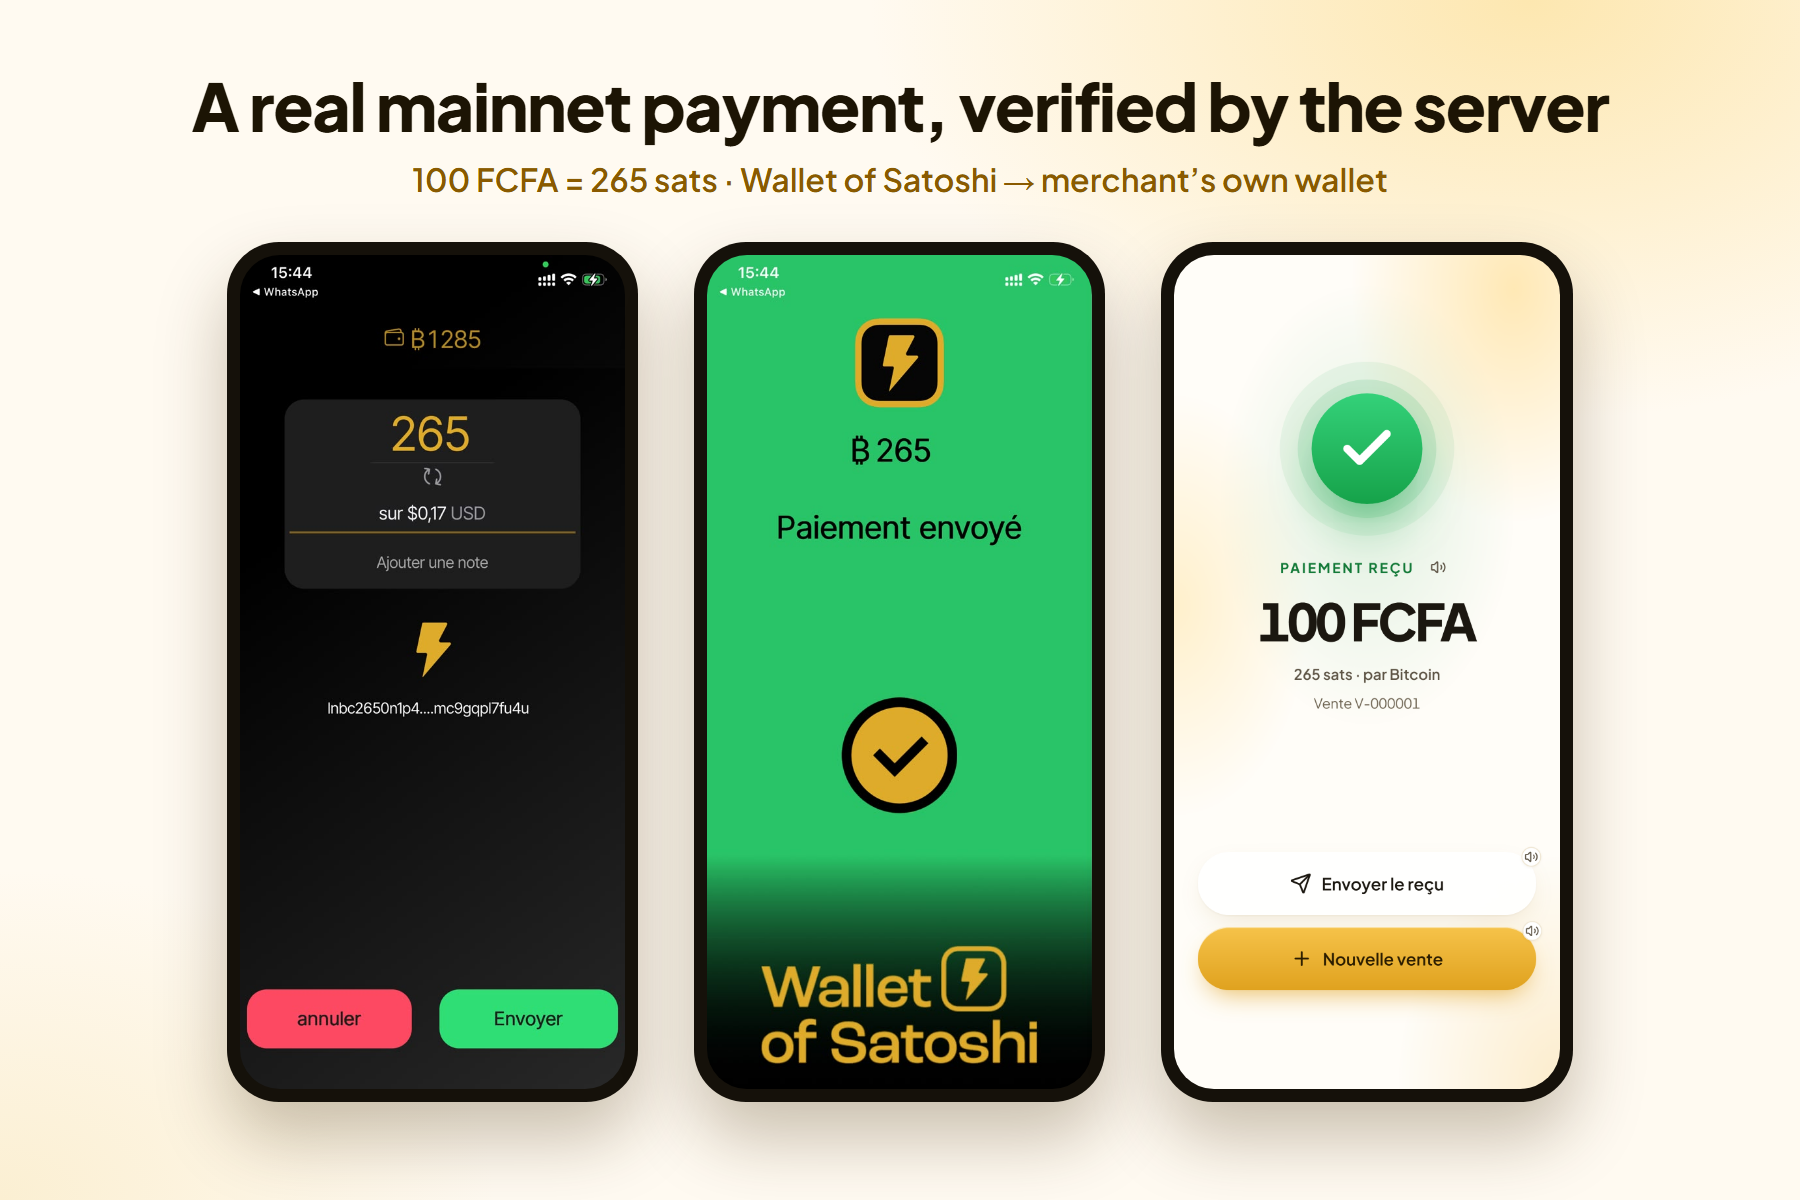 A real mainnet payment, verified by the server
100 FCFA = 265 sats · Wallet of Satoshi → merchant’s own wallet
15:44
◀ WhatsApp
₿1285
265
sur $0,17 USD
Ajouter une note
lnbc2650n1p4....mc9gqpl7fu4u
annuler
Envoyer
15:44
◀ WhatsApp
₿ 265
Paiement envoyé
Wallet
of Satoshi
PAIEMENT REÇU
100 FCFA
265 sats · par Bitcoin
Vente V-000001
Envoyer le reçu
+ Nouvelle vente